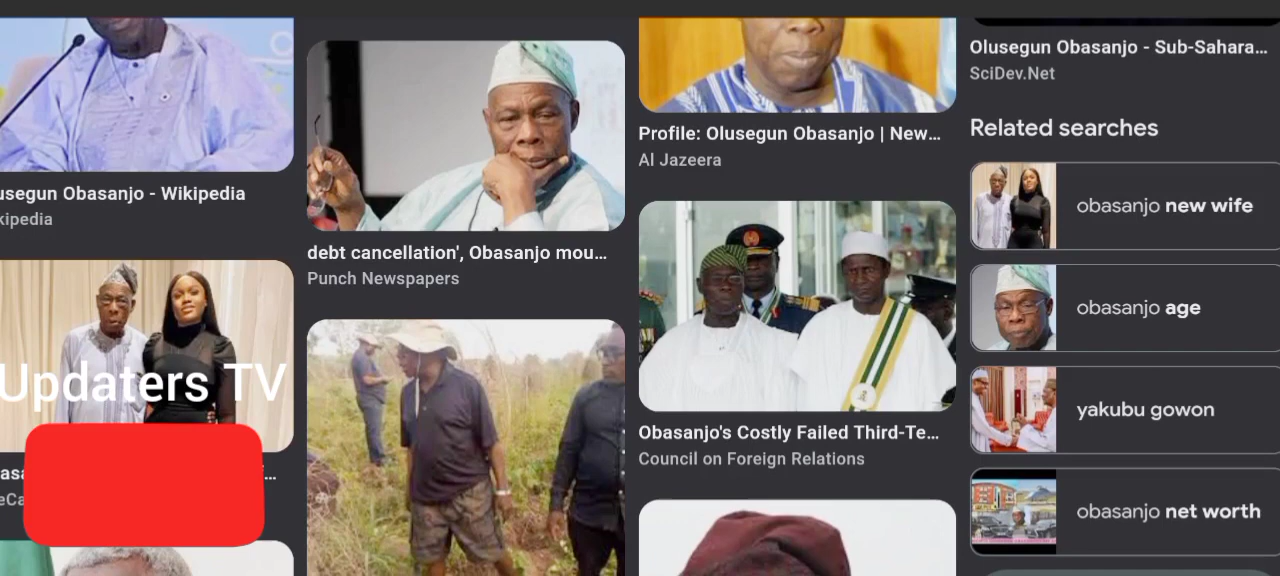 usegun Obasanjo - Wikipedia
kipedia
Updaters TV
debt cancellation', Obasanjo mou...
Punch Newspapers
Profile: Olusegun Obasanjo | New...
Al Jazeera
Obasanjo's Costly Failed Third-Te...
Council on Foreign Relations
Olusegun Obasanjo - Sub-Sahara...
SciDev.Net
Related searches
obasanjo new wife
obasanjo age
yakubu gowon
obasanjo net worth